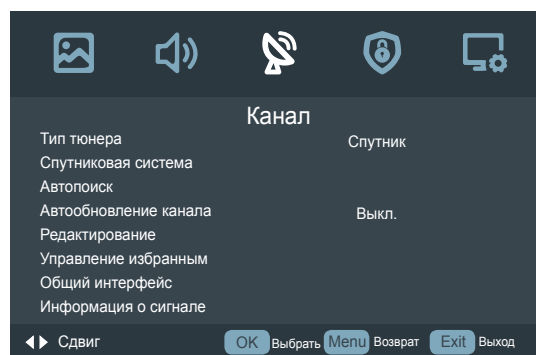 Канал
Тип тюнера Спутник
Спутниковая система
Автопоиск
Автообновление канала Выкл.
Редактирование
Управление избранным
Общий интерфейс
Информация о сигнале
Сдвиг OK Выбрать Menu Возврат Exit Выход